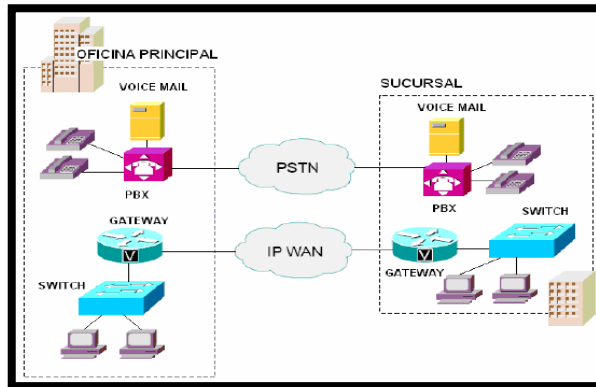 OFICINA PRINCIPAL
VOICE MAIL
PBX
GATEWAY
V
SWITCH
PSTN
IP WAN
SUCURSAL
VOICE MAIL
PBX
SWITCH
V
GATEWAY